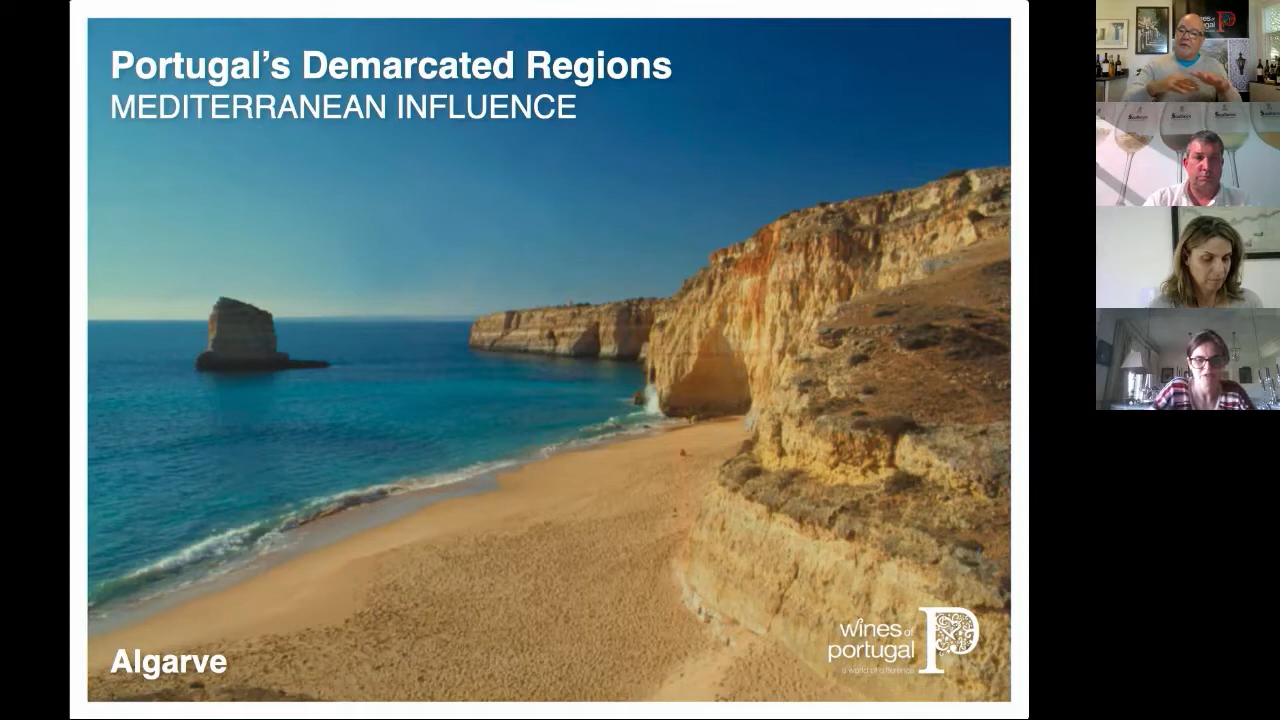 Portugal's Demarcated Regions
MEDITERRANEAN INFLUENCE
Algarve
wines of
portugal
a world of difference
P